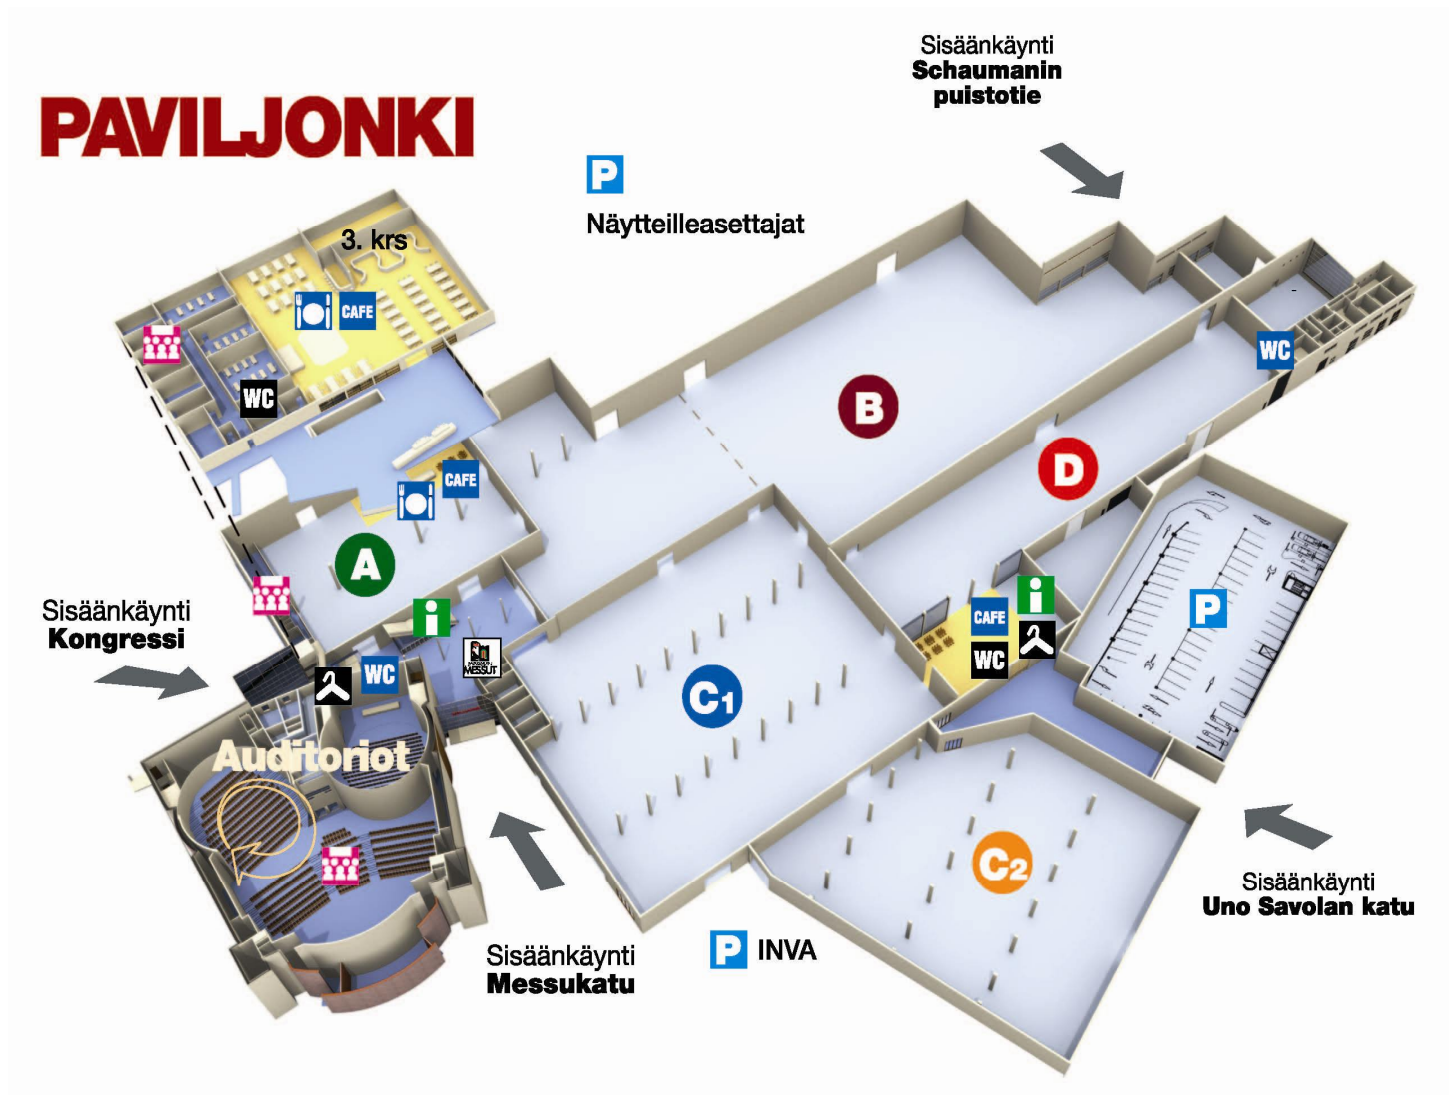 Sisäänkäynti
Schaumanin
puistotie
PAVILJONKI
P
Näytteilleasettajat
3. krs
CAFE
WC
WC
B
D
CAFE
A
P
CAFE
WC
Sisäänkäynti
Kongressi
i
i
MESSUT
WC
C1
Auditoriot
C2
Sisäänkäynti
Uno Savolan katu
Sisäänkäynti
Messukatu
P INVA